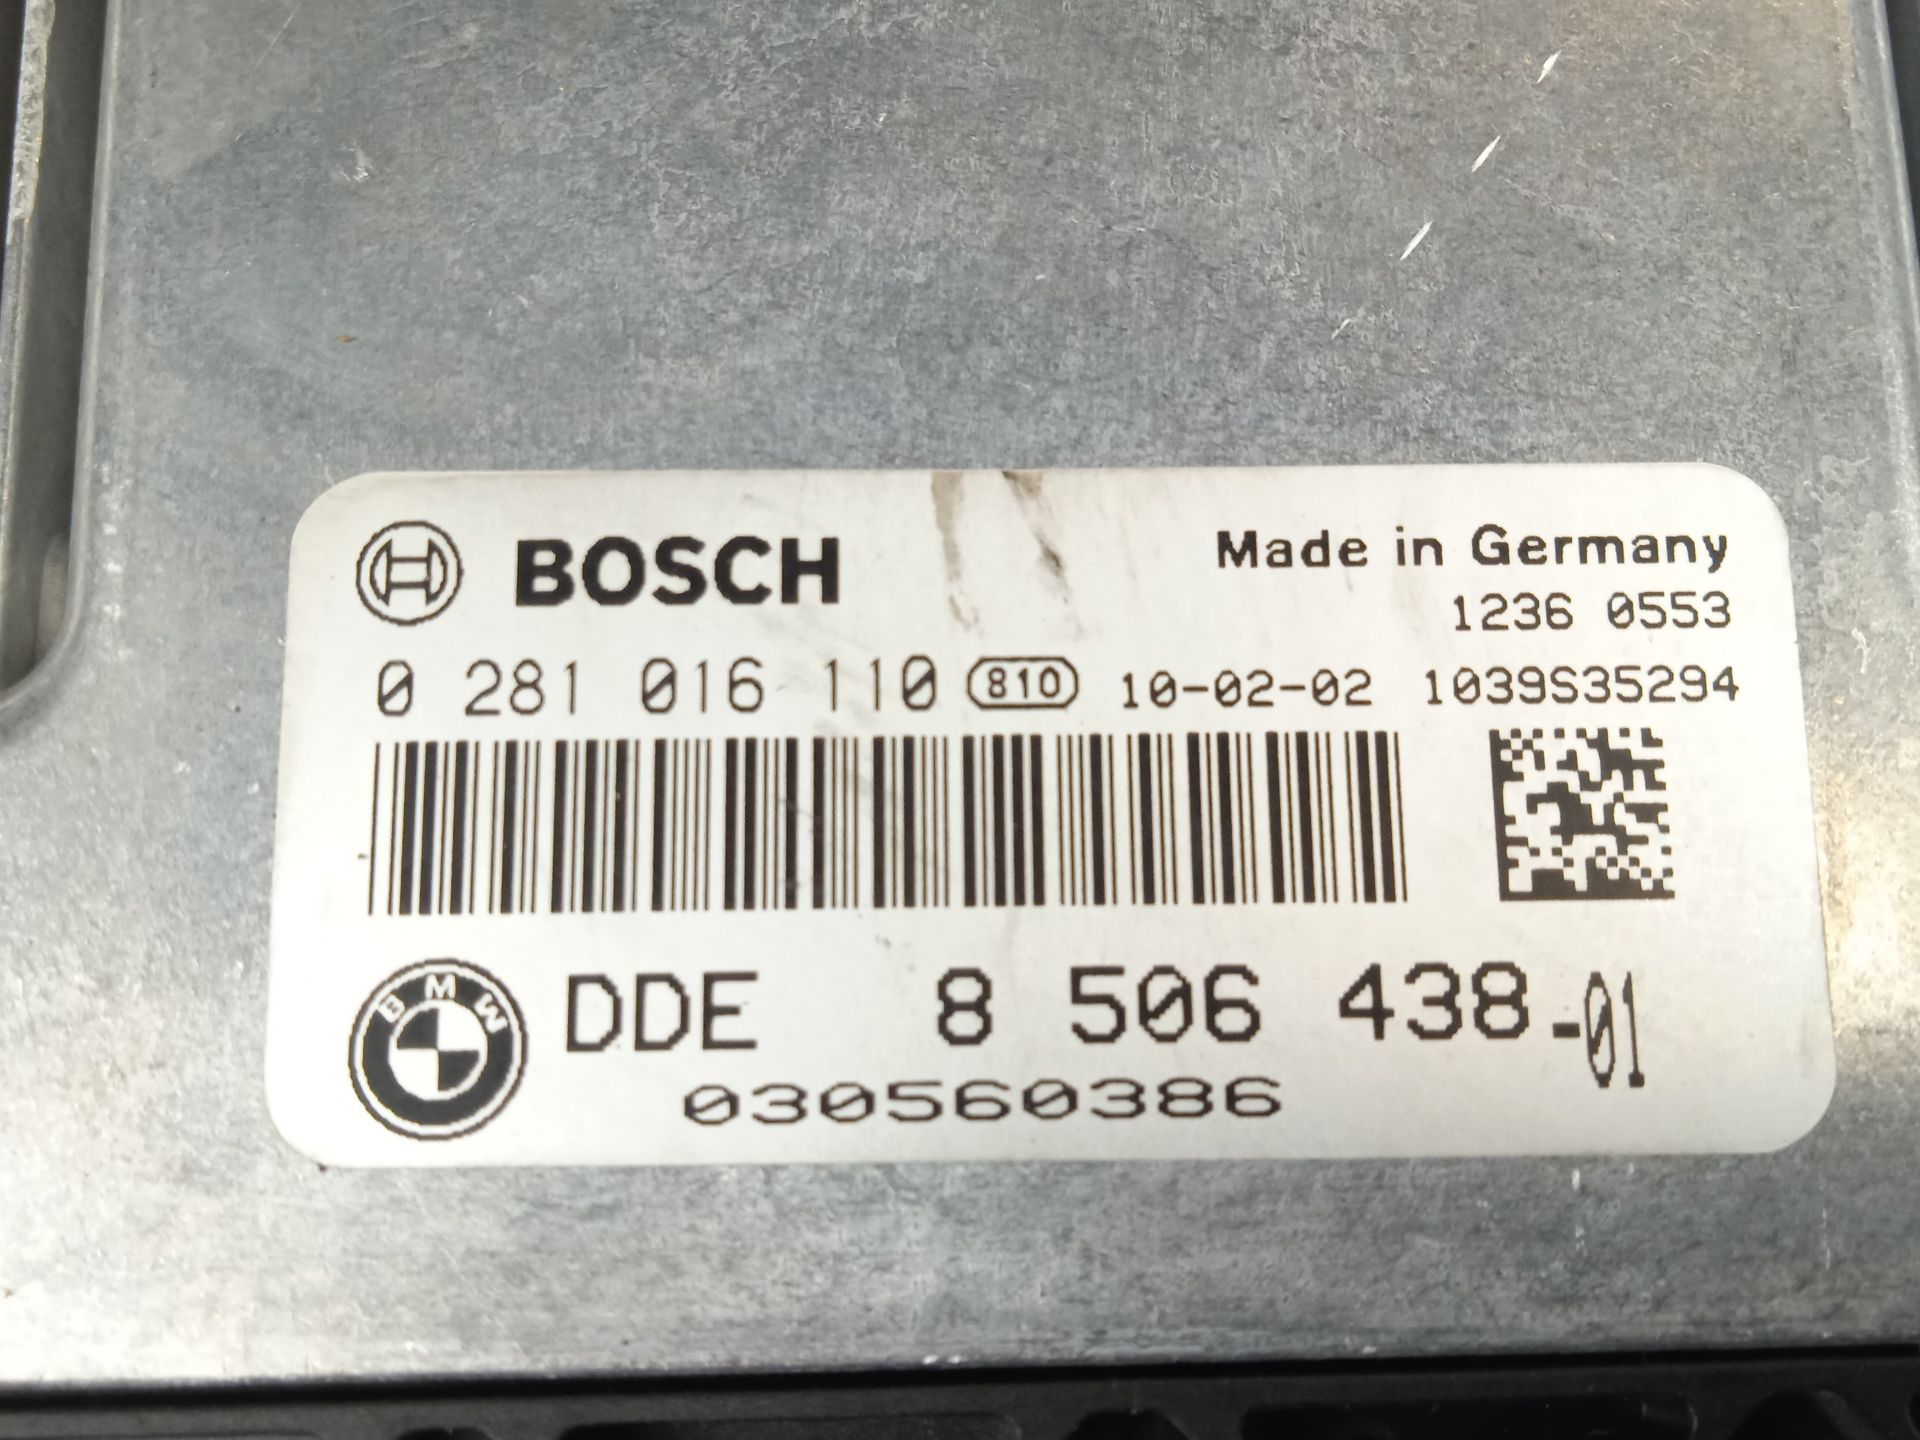 BOSCH
Made in Germany
1236 0553
0 281 016 110 810 10-02-02 1039S35294
BMW
DDE 8 506 438-01
030560386